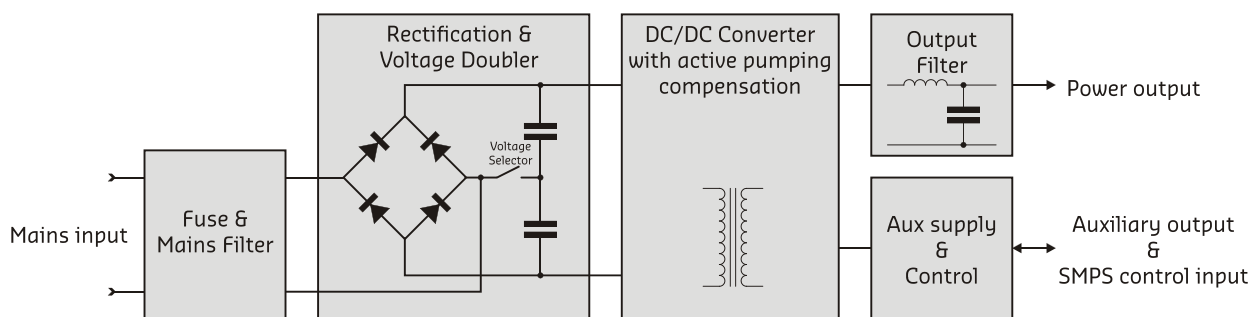 Mains input
Fuse &
Mains Filter
Rectification &
Voltage Doubler
Voltage
Selector
DC/DC Converter
with active pumping
compensation
Output
Filter
Power output
Aux supply
&
Control
Auxiliary output
&
SMPS control input